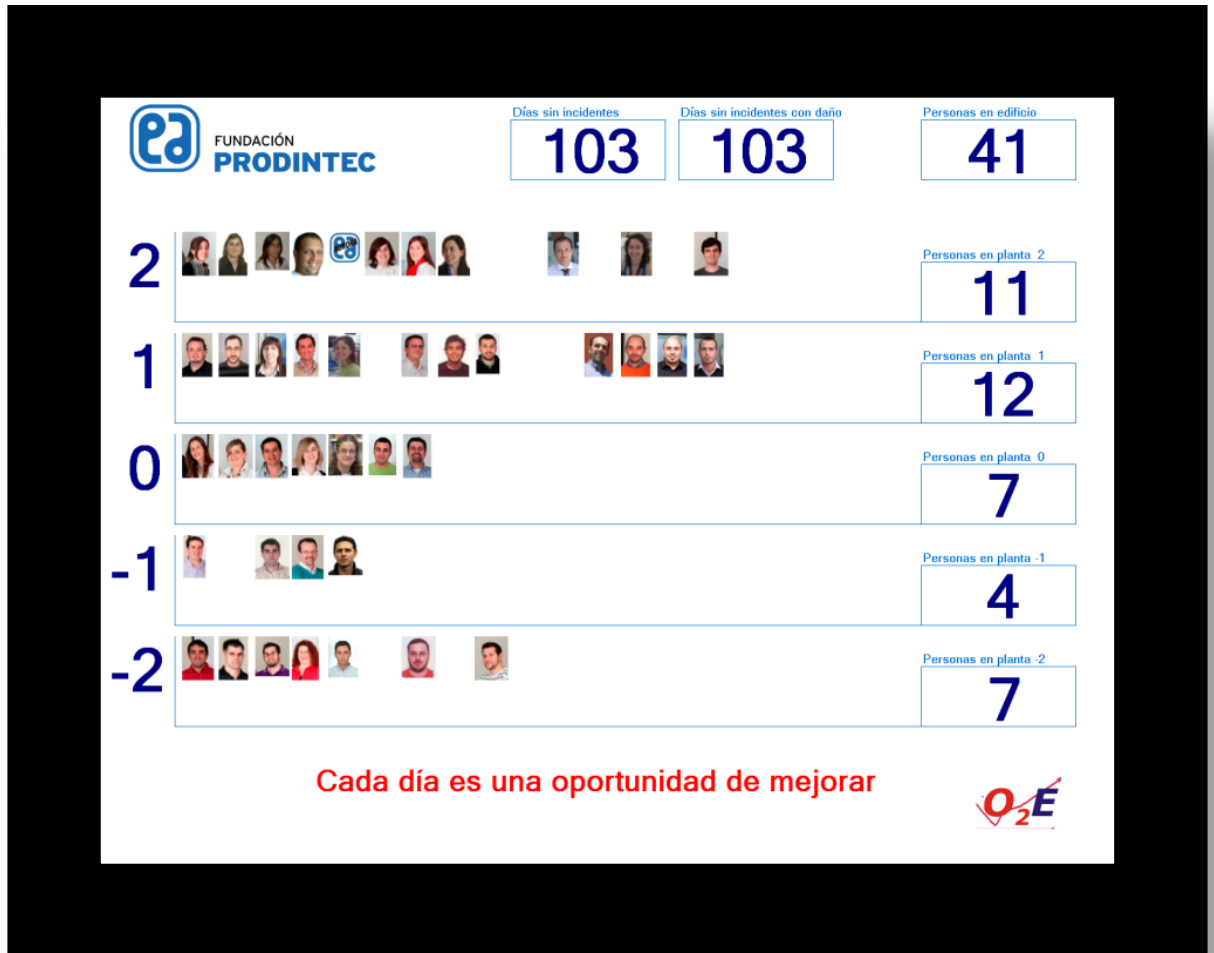 Días sin incidentes
Días sin incidentes con daño
Personas en edificio
FUNDACIÓN
PRODINTEC
103
103
41
2
Personas en planta 2
11
1
Personas en planta 1
12
0
Personas en planta 0
7
-1
Personas en planta -1
4
-2
Personas en planta -2
7
Cada día es una oportunidad de mejorar
O2E